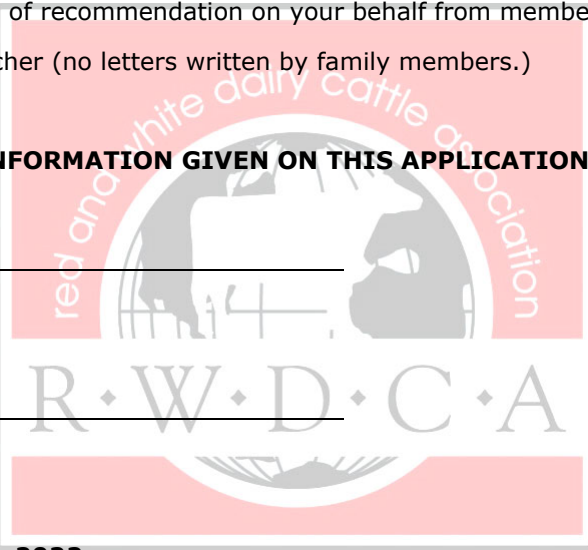 of recommendation on your behalf from membe
cher (no letters written by family members.)
red and white dairy cattle association
NFORMATION GIVEN ON THIS APPLICATION
R·W·D·C·A